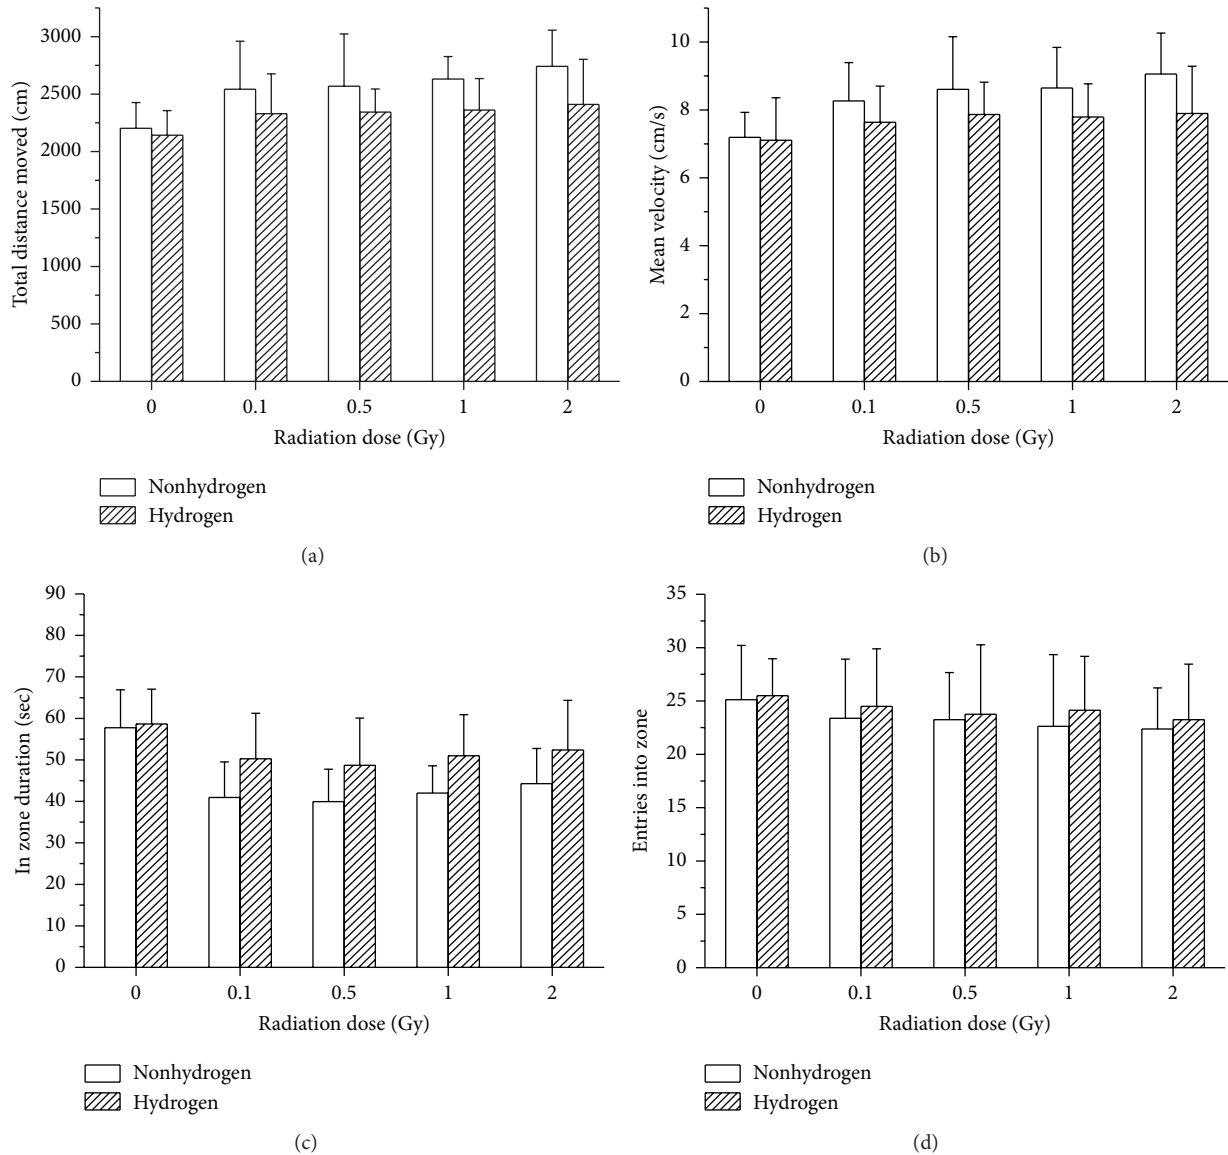 Total distance moved (cm)
3000
2500
2000
1500
1000
500
0
0 0.1 0.5 1 2
Radiation dose (Gy)
Nonhydrogen
Hydrogen
(a)
Mean velocity (cm/s)
10
8
6
4
2
0
0 0.1 0.5 1 2
Radiation dose (Gy)
Nonhydrogen
Hydrogen
(b)
In zone duration (sec)
90
80
70
60
50
40
30
20
10
0
0 0.1 0.5 1 2
Radiation dose (Gy)
Nonhydrogen
Hydrogen
(c)
Entries into zone
35
30
25
20
15
10
5
0
0 0.1 0.5 1 2
Radiation dose (Gy)
Nonhydrogen
Hydrogen
(d)